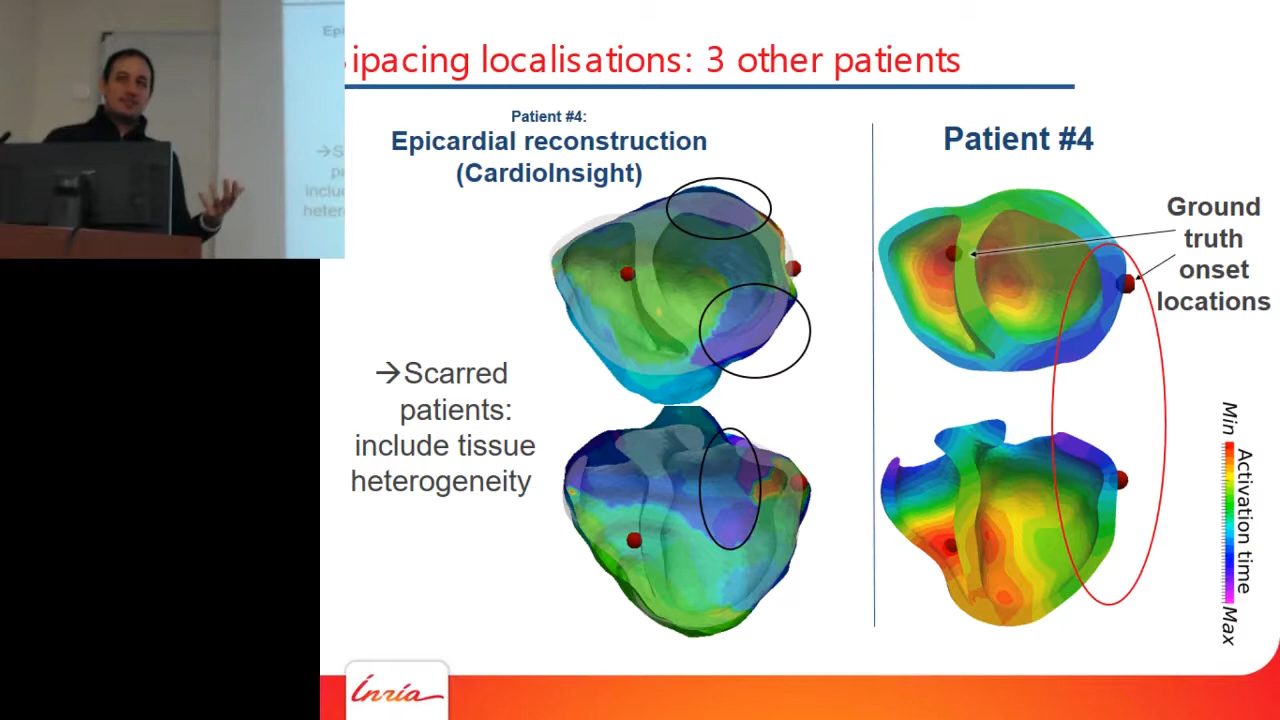 ipacing localisations: 3 other patients
Patient #4:
Epicardial reconstruction
(CardioInsight)
Patient #4
Ground
truth
onset
locations
→Scarred
patients:
include tissue
heterogeneity
Min
Activation time
Max
Inria